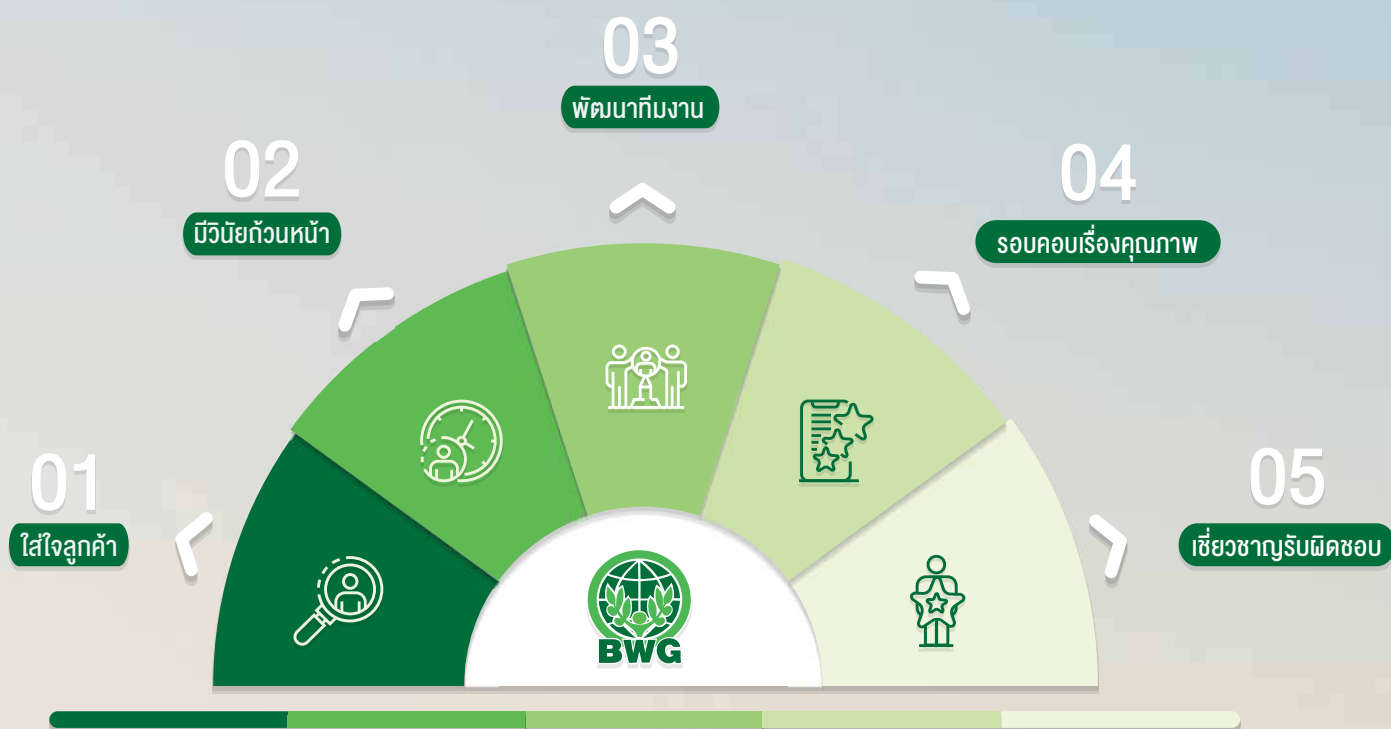 01
ใส่ใจลูกค้า
02
มีวินัยถ้วนหน้า
03
พัฒนาทีมงาน
04
รอบคอบเรื่องคุณภาพ
05
เชี่ยวชาญรับผิดชอบ
BWG